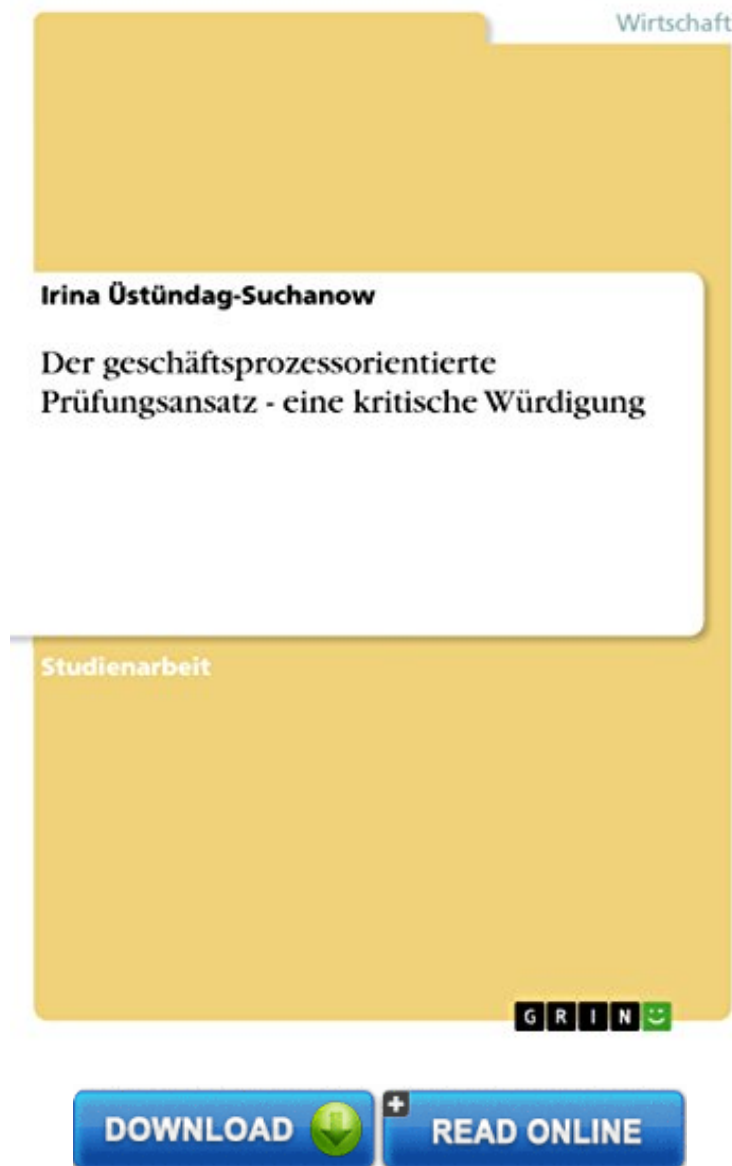 Wirtschaft
Irina Üstündag-Suchanow
Der geschäftsprozessorientierte
Prüfungsansatz - eine kritische Würdigung
Studienarbeit
GRIN
DOWNLOAD
READ ONLINE